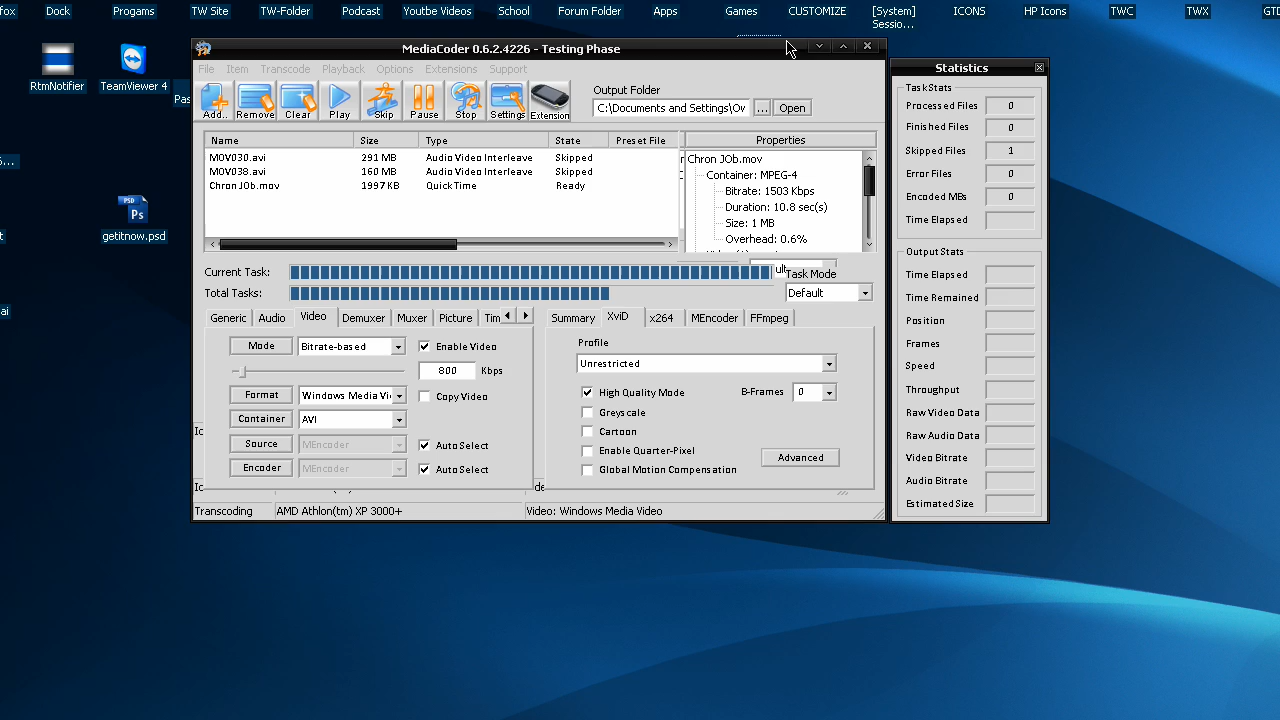 fox Dock Progams TW Site TW-Folder Podcast Youtbe Videos School Forum Folder Apps Games CUSTOMIZE [System] Sessio... ICONS HP Icons TWC TWX GTD
RtmNotifier
TeamViewer 4
Pas
getitnow.psd
Ps
ai
MediaCoder 0.6.2.4226 - Testing Phase
File Item Transcode Playback Options Extensions Support
Add.. Remove Clear Play Skip Pause Stop Settings Extension
Output Folder
C:\Documents and Settings\Ow
... Open
Name Size Type State Preset File
MOV030.avi 291 MB Audio Video Interleave Skipped
MOV038.avi 160 MB Audio Video Interleave Skipped
Chron JOb.mov 1997 KB QuickTime Ready
Properties
Chron JOb.mov
Container: MPEG-4
Bitrate: 1503 Kbps
Duration: 10.8 sec(s)
Size: 1 MB
Overhead: 0.6%
Current Task:
Total Tasks:
Task Mode
Default
Generic Audio Video Demuxer Muxer Picture Tim
Mode Bitrate-based Enable Video
800 Kbps
Format Windows Media Vi Copy Video
Container AVI
Source MEncoder Auto Select
Encoder MEncoder Auto Select
Summary XviD x264 MEncoder FFmpeg
Profile
Unrestricted
High Quality Mode B-Frames 0
Greyscale
Cartoon
Enable Quarter-Pixel
Global Motion Compensation
Advanced
Transcoding AMD Athlon(tm) XP 3000+ Video: Windows Media Video
Statistics
Task Stats
Processed Files 0
Finished Files 0
Skipped Files 1
Error Files 0
Encoded MBs 0
Time Elapsed
Output Stats
Time Elapsed
Time Remained
Position
Frames
Speed
Throughput
Raw Video Data
Raw Audio Data
Video Bitrate
Audio Bitrate
Estimated Size